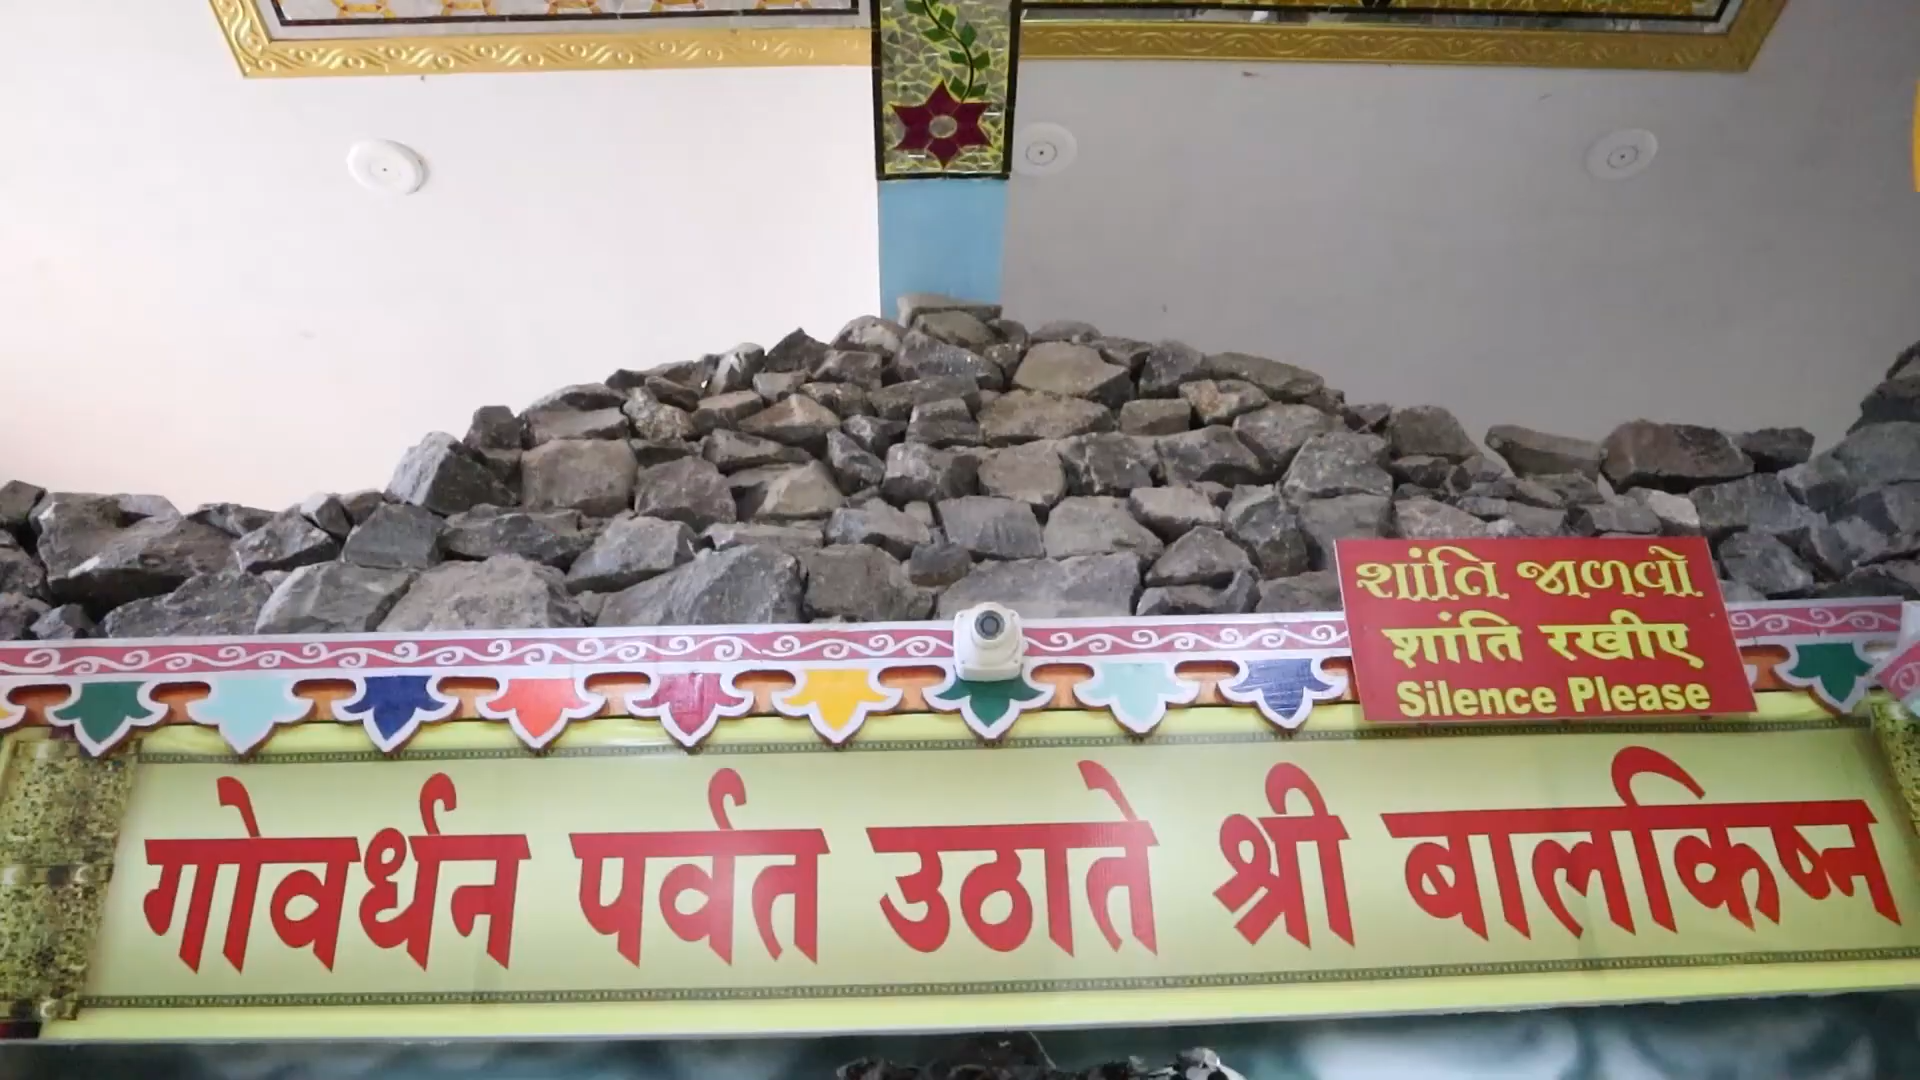 શાંતિ જાળવો
शांति रखीए
Silence Please
गोवर्धन पर्वत उठाते श्री बालकिष्न